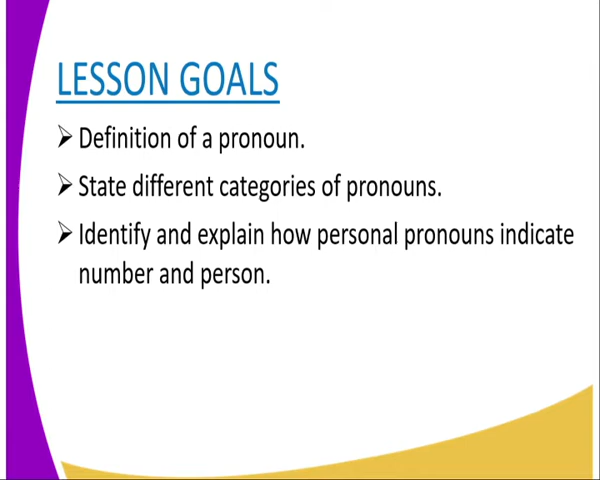 LESSON GOALS
➢ Definition of a pronoun.
➢ State different categories of pronouns.
➢ Identify and explain how personal pronouns indicate
number and person.